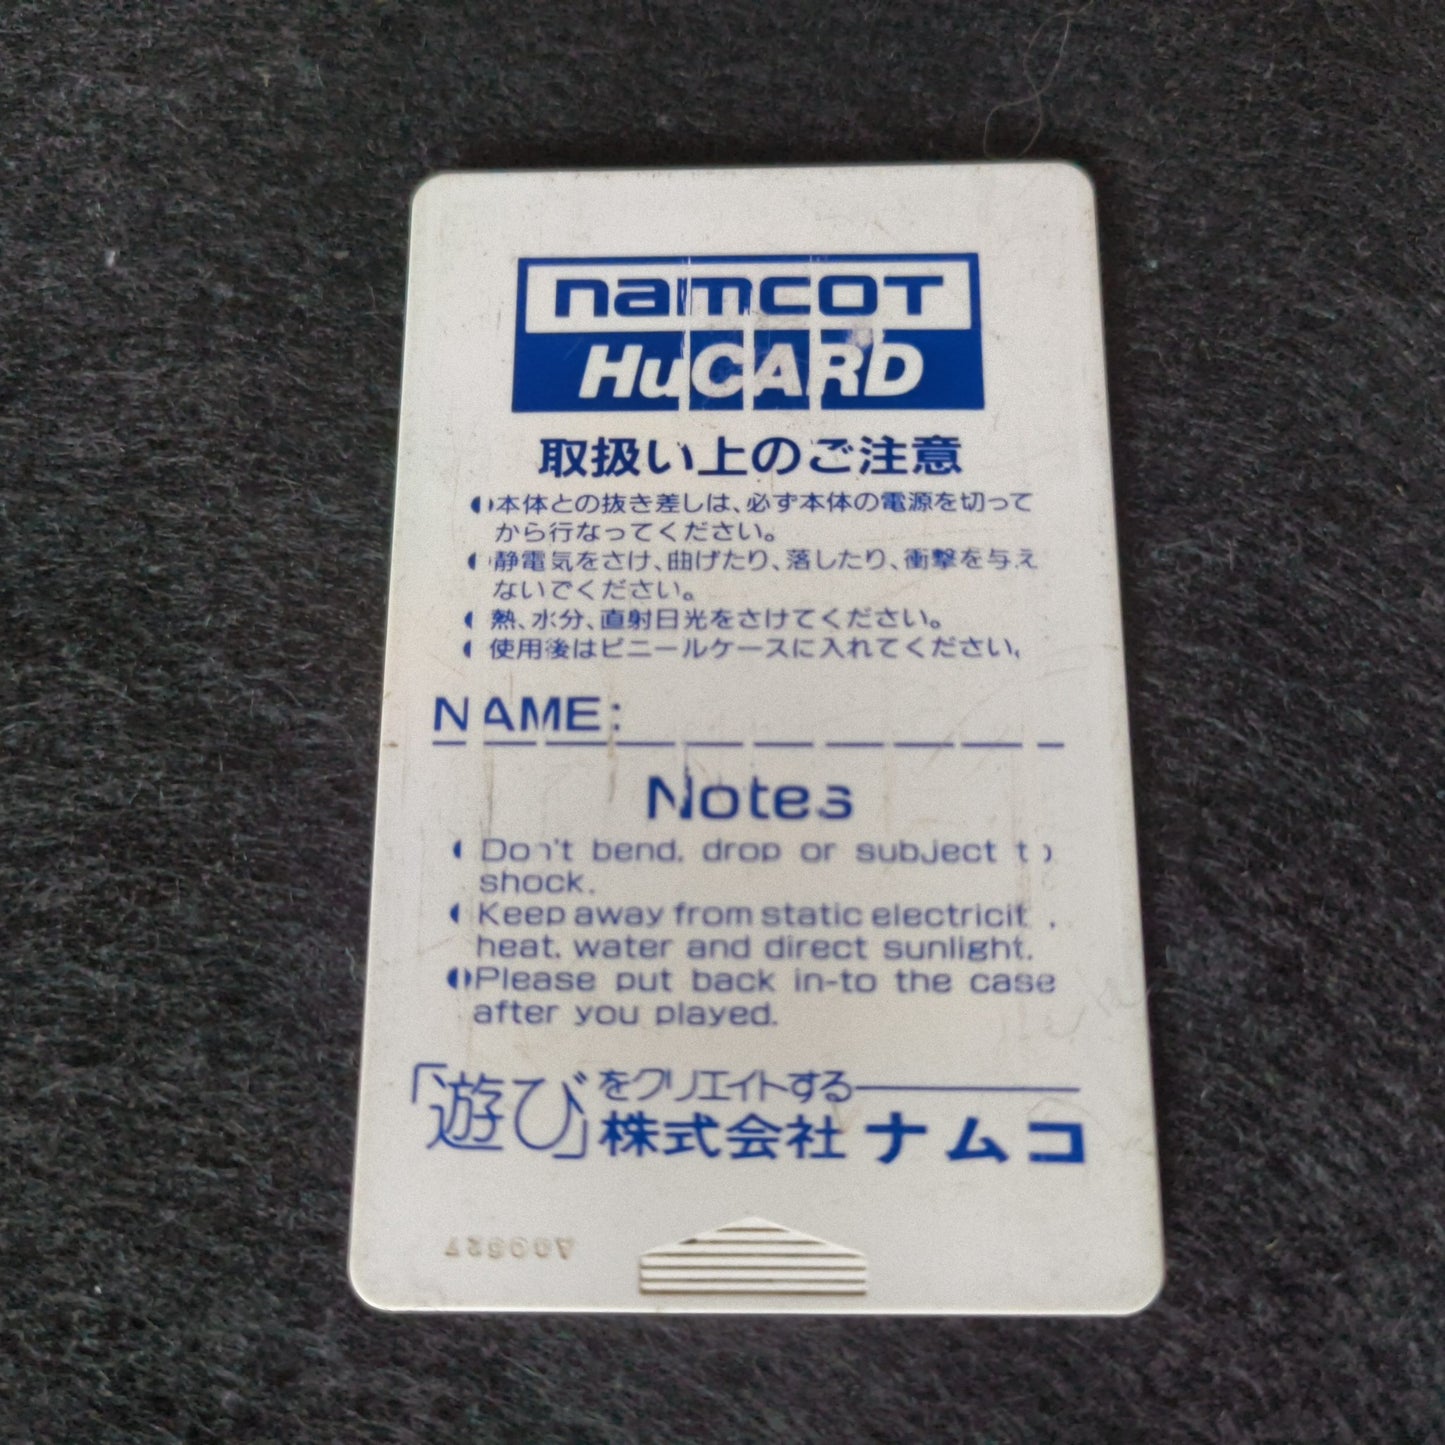 namcot
HuCARD
取扱い上のご注意
本体との抜き差しは、必ず本体の電源を切って
から行なってください。
静電気をさけ、曲げたり、落したり、衝撃を与え
ないでください。
熱、水分、直射日光をさけてください。
使用後はビニールケースに入れてください。
NAME:
Notes
Don't bend, drop or subject to
shock.
Keep away from static electricity,
heat, water and direct sunlight.
Please put back in-to the case
after you played.
「遊び」をクリエイトする
株式会社ナムコ